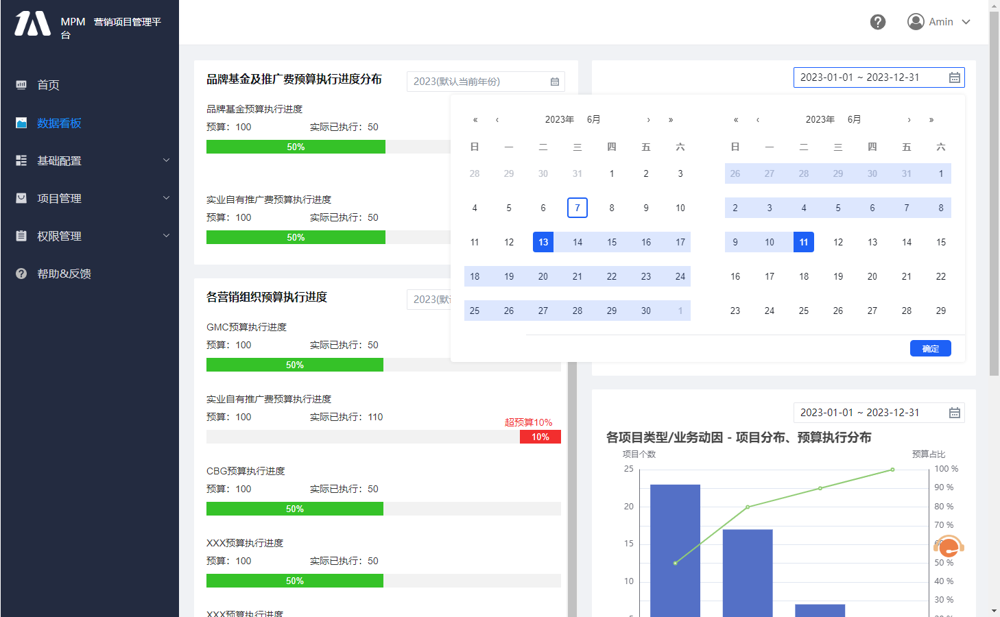 MPM 营销项目管理平
台
Amin
首页
数据看板
基础配置
项目管理
权限管理
帮助&反馈
品牌基金及推广费预算执行进度分布
2023(默认当前年份)
品牌基金预算执行进度
预算：100 实际已执行：50
50%
实业自有推广费预算执行进度
预算：100 实际已执行：50
50%
各营销组织预算执行进度
2023(默
GMC预算执行进度
预算：100 实际已执行：50
50%
实业自有推广费预算执行进度
预算：100 实际已执行：110
超预算10%
10%
CBG预算执行进度
预算：100 实际已执行：50
50%
XXX预算执行进度
预算：100 实际已执行：50
50%
XXX预算执行进度
2023-01-01 ~ 2023-12-31
« ‹ 2023年 6月 › »
日 一 二 三 四 五 六
28 29 30 31 1 2 3
4 5 6 7 8 9 10
11 12 13 14 15 16 17
18 19 20 21 22 23 24
25 26 27 28 29 30 1
« ‹ 2023年 6月 › »
日 一 二 三 四 五 六
26 27 28 29 30 31 1
2 3 4 5 6 7 8
9 10 11 12 13 14 15
16 17 18 19 20 21 22
23 24 25 26 27 28 29
确定
2023-01-01 ~ 2023-12-31
各项目类型/业务动因 - 项目分布、预算执行分布
项目个数 预算占比
25 100 %
90 %
20 80 %
70 %
15
50 %
10 40 %
30 %